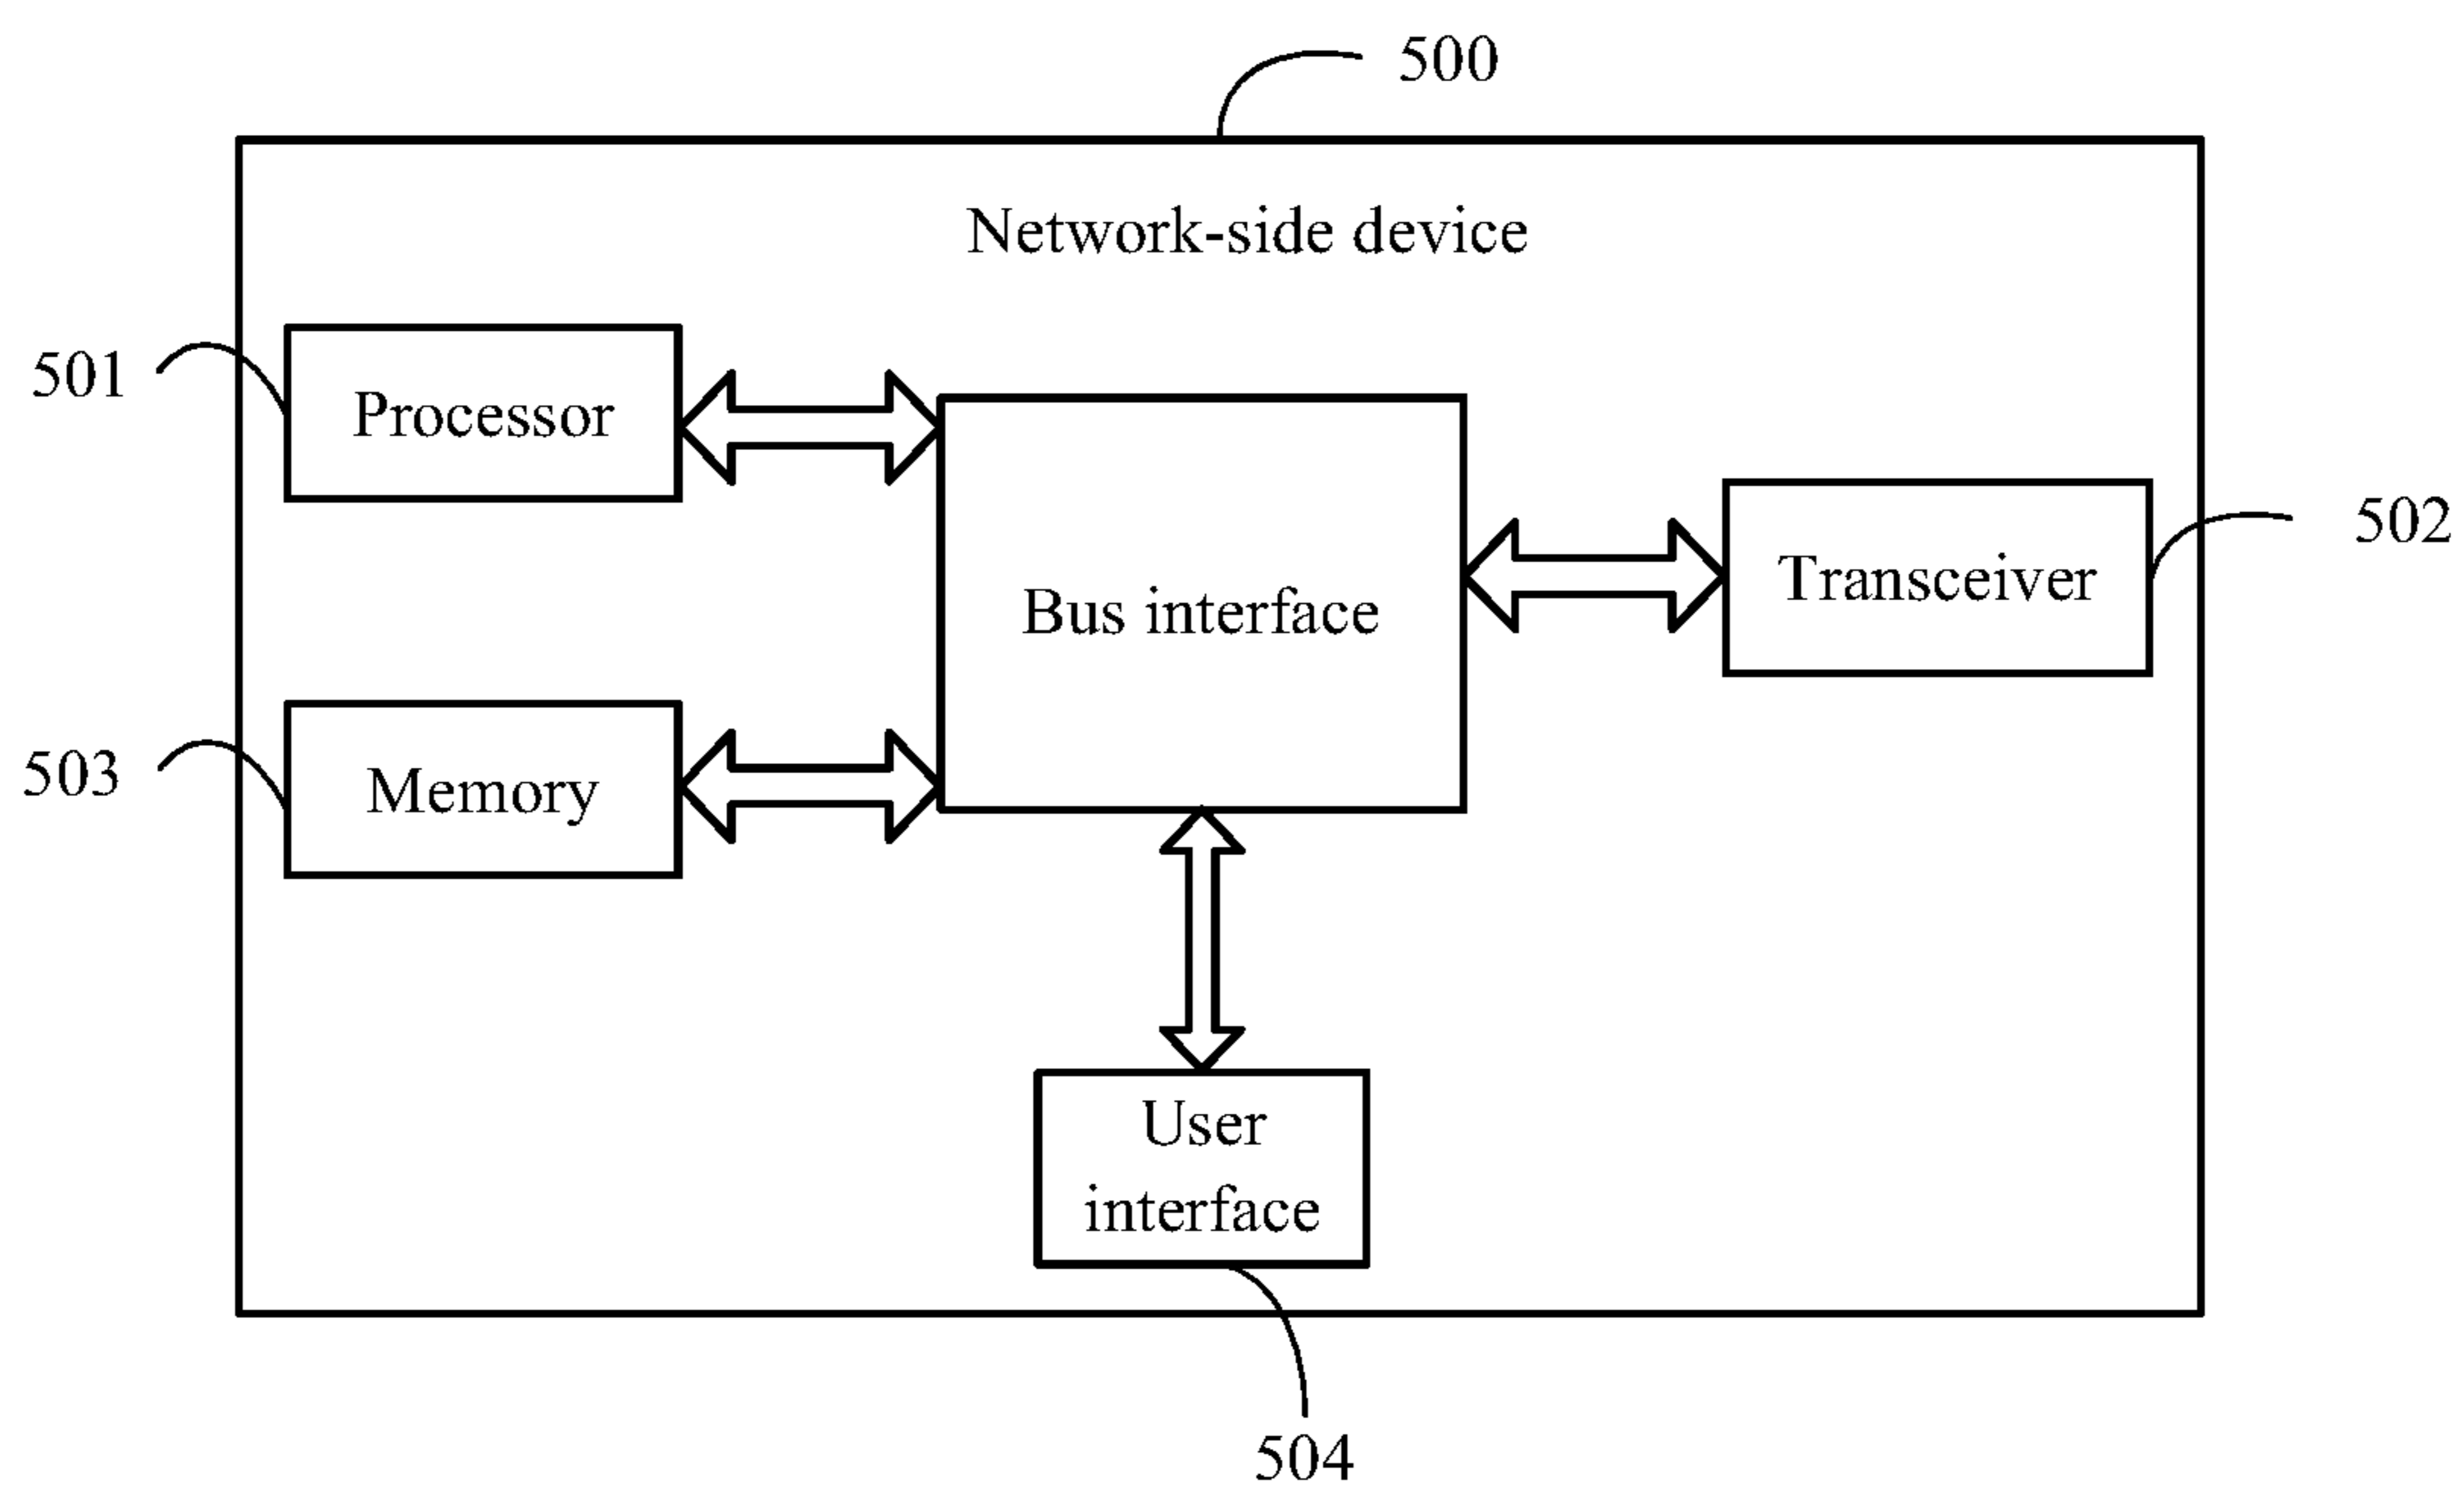 500
Network-side device
501
Processor
Bus interface
Transceiver
502
503
Memory
User
interface
504